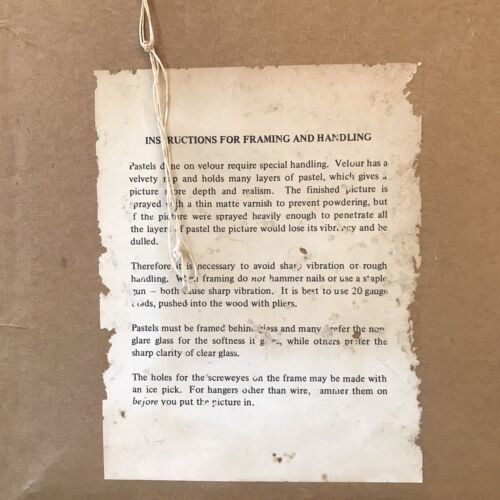 INSTRUCTIONS FOR FRAMING AND HANDLING
Pastels done on velour require special handling. Velour has a
velvety nap and holds many layers of pastel, which gives a
picture more depth and realism. The finished picture is
sprayed with a thin matte varnish to prevent powdering, but
if the picture were sprayed heavily enough to penetrate all
the layers of pastel the picture would lose its vibrancy and be
dulled.
Therefore it is necessary to avoid sharp vibration or rough
handling. When framing do not hammer nails or use a staple
gun — both cause sharp vibration. It is best to use 20 gauge
brads, pushed into the wood with pliers.
Pastels must be framed behind glass and many prefer the non-
glare glass for the softness it gives, while others prefer the
sharp clarity of clear glass.
The holes for the screweyes on the frame may be made with
an ice pick. For hangers other than wire, hammer them on
before you put the picture in.